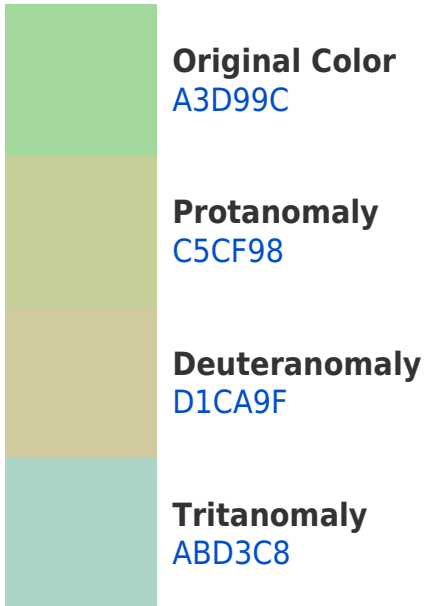 Original Color
A3D99C
Protanomaly
C5CF98
Deuteranomaly
D1CA9F
Tritanomaly
ABD3C8